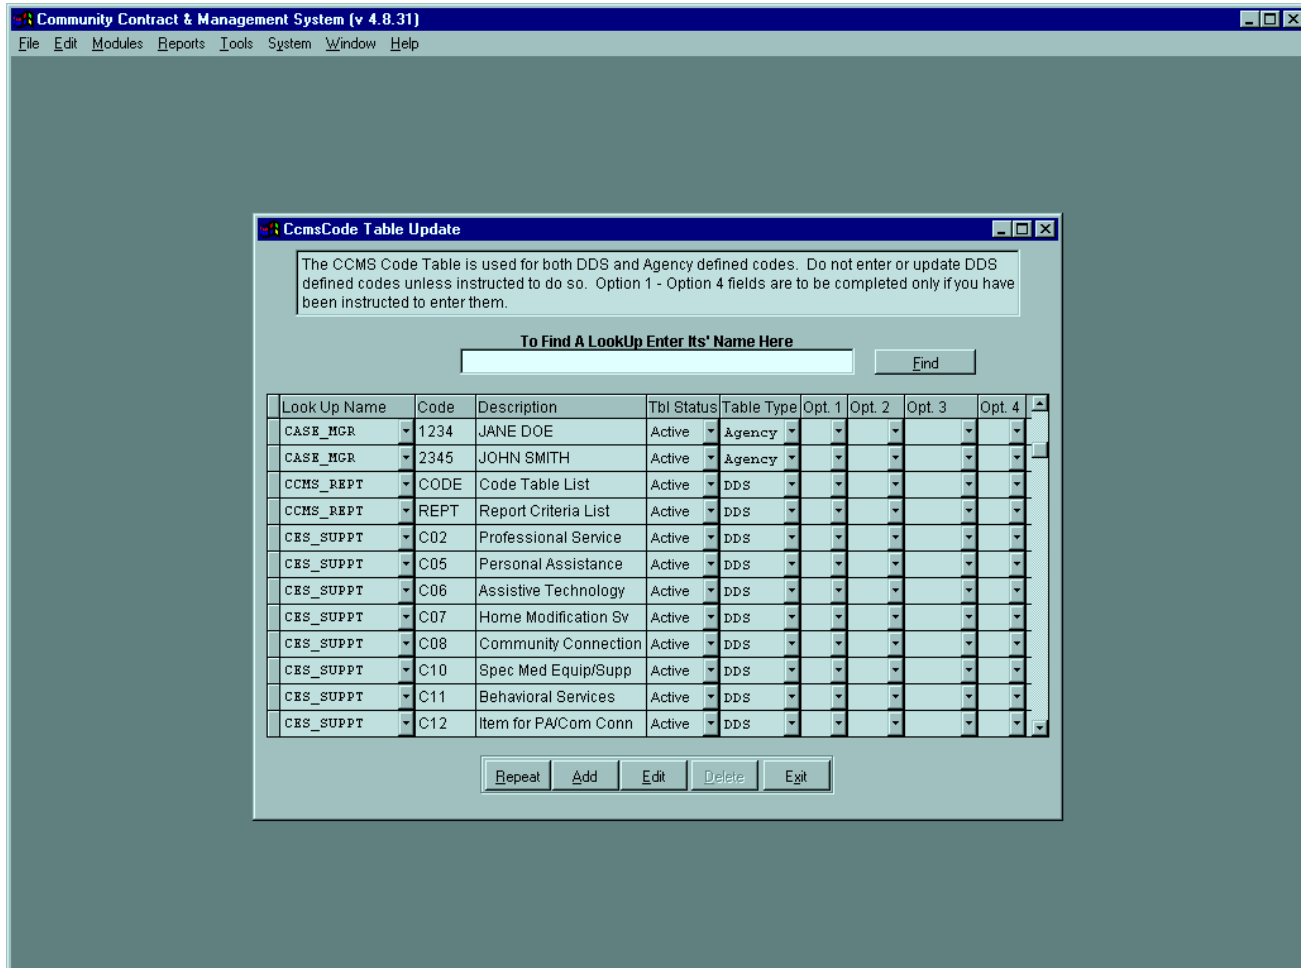 Community Contract & Management System (v 4.8.31)
File Edit Modules Reports Tools System Window Help
CcmsCode Table Update
The CCMS Code Table is used for both DDS and Agency defined codes. Do not enter or update DDS
defined codes unless instructed to do so. Option 1 - Option 4 fields are to be completed only if you have
been instructed to enter them.
To Find A LookUp Enter Its' Name Here
Find
Look Up Name Code Description Tbl Status Table Type Opt. 1 Opt. 2 Opt. 3 Opt. 4
CASE_MGR 1234 JANE DOE Active Agency
CASE_MGR 2345 JOHN SMITH Active Agency
CCMS_REPT CODE Code Table List Active DDS
CCMS_REPT REPT Report Criteria List Active DDS
CES_SUPPT C02 Professional Service Active DDS
CES_SUPPT C05 Personal Assistance Active DDS
CES_SUPPT C06 Assistive Technology Active DDS
CES_SUPPT C07 Home Modification Sv Active DDS
CES_SUPPT C08 Community Connection Active DDS
CES_SUPPT C10 Spec Med Equip/Supp Active DDS
CES_SUPPT C11 Behavioral Services Active DDS
CES_SUPPT C12 Item for PA/Com Conn Active DDS
Repeat Add Edit Delete Exit